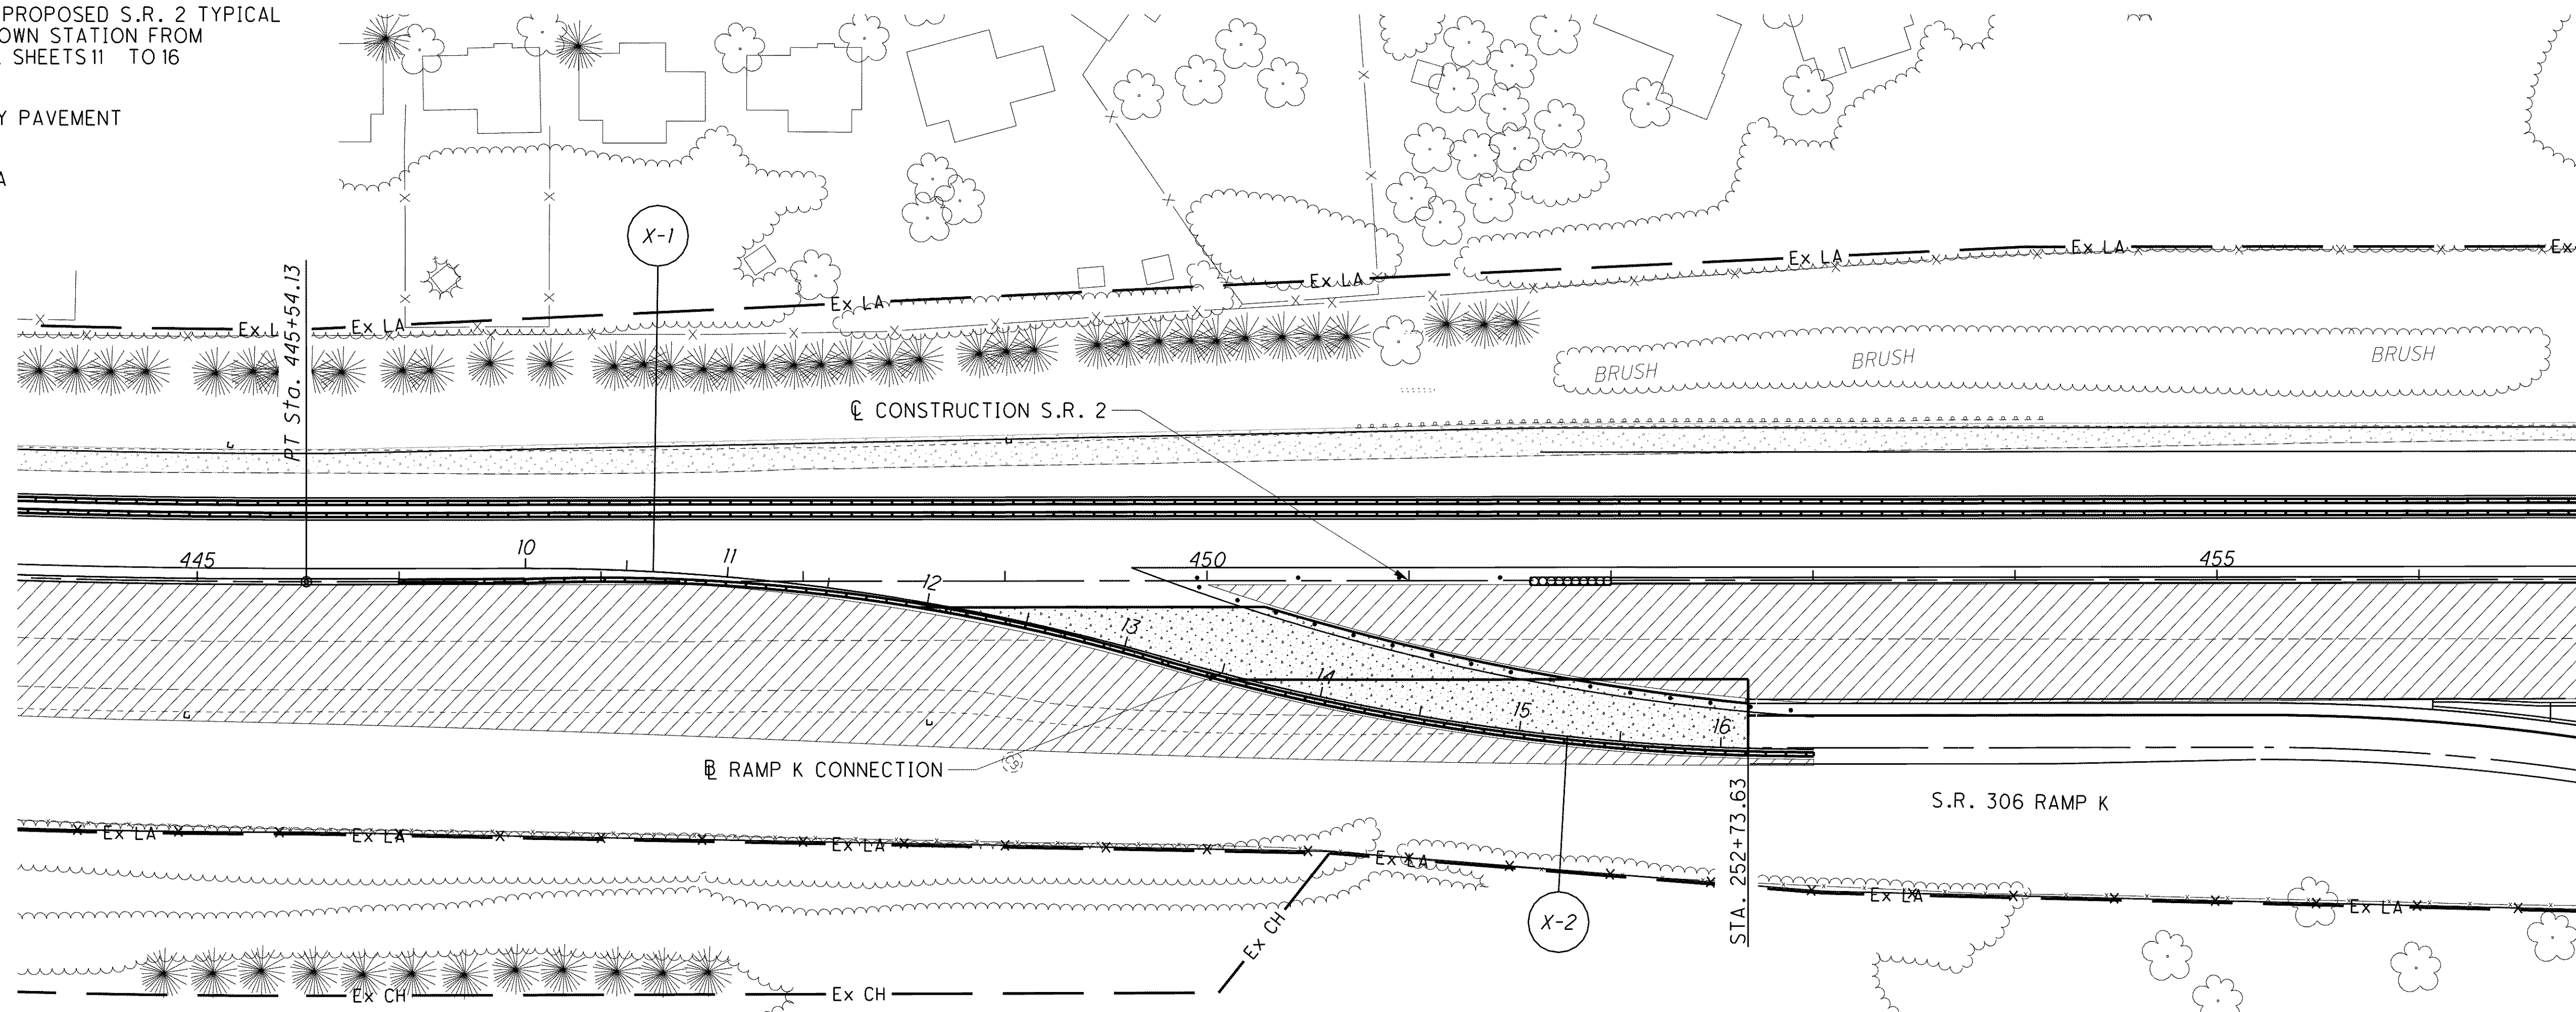 PROPOSED S.R. 2 TYPICAL
OWN STATION FROM
SHEETS 11 TO 16
Y PAVEMENT
A
X-1
Ex LA
Ex LA
Ex LA
Ex LA
Ex
Ex L
Ex LA
PT Sta. 445+54.13
BRUSH
BRUSH
BRUSH
℄ CONSTRUCTION S.R. 2
445
10
11
12
450
455
13
14
15
16
ḆL RAMP K CONNECTION
S.R. 306 RAMP K
STA. 252+73.63
Ex LA
Ex LA
Ex LA
Ex LA
Ex LA
Ex LA
X-2
Ex CH
Ex CH
Ex CH